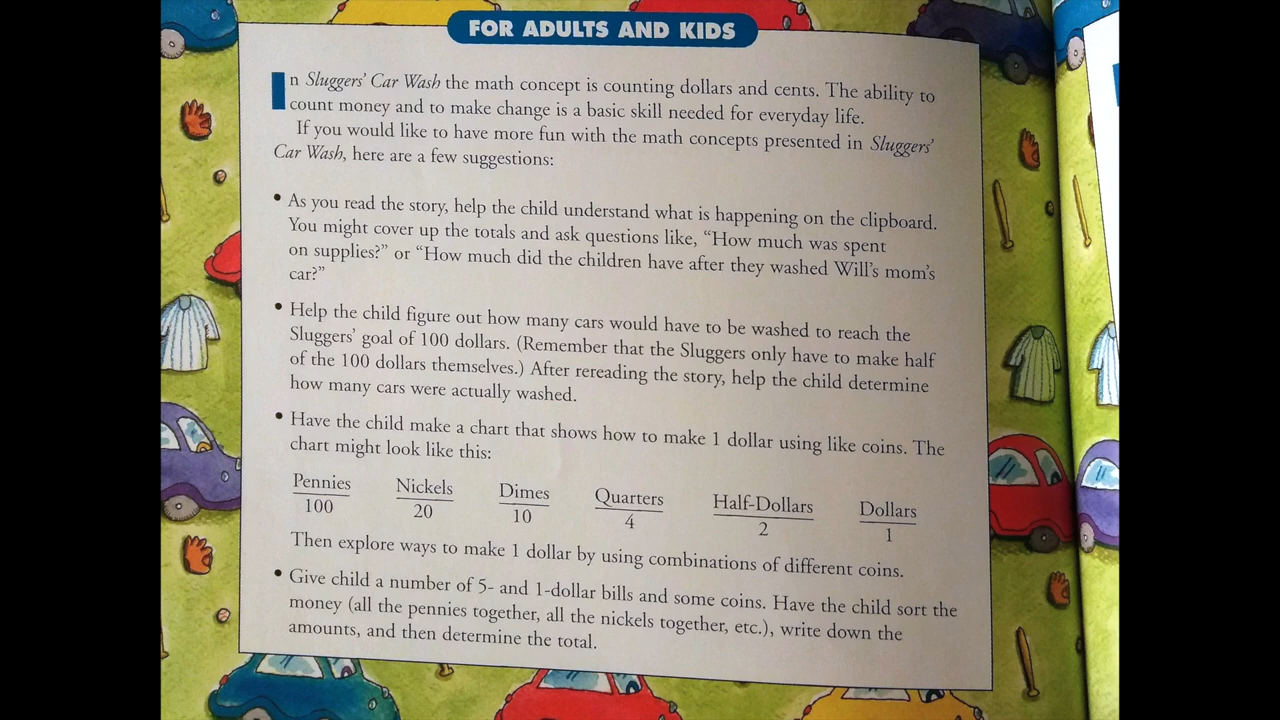 FOR ADULTS AND KIDS
In Sluggers' Car Wash the math concept is counting dollars and cents. The ability to
count money and to make change is a basic skill needed for everyday life.
If you would like to have more fun with the math concepts presented in Sluggers'
Car Wash, here are a few suggestions:
• As you read the story, help the child understand what is happening on the clipboard.
You might cover up the totals and ask questions like, “How much was spent
on supplies?” or “How much did the children have after they washed Will's mom's
car?”
• Help the child figure out how many cars would have to be washed to reach the
Sluggers' goal of 100 dollars. (Remember that the Sluggers only have to make half
of the 100 dollars themselves.) After rereading the story, help the child determine
how many cars were actually washed.
• Have the child make a chart that shows how to make 1 dollar using like coins. The
chart might look like this:
Pennies Nickels Dimes Quarters Half-Dollars Dollars
100 20 10 4 2 1
Then explore ways to make 1 dollar by using combinations of different coins.
• Give child a number of 5- and 1-dollar bills and some coins. Have the child sort the
money (all the pennies together, all the nickels together, etc.), write down the
amounts, and then determine the total.